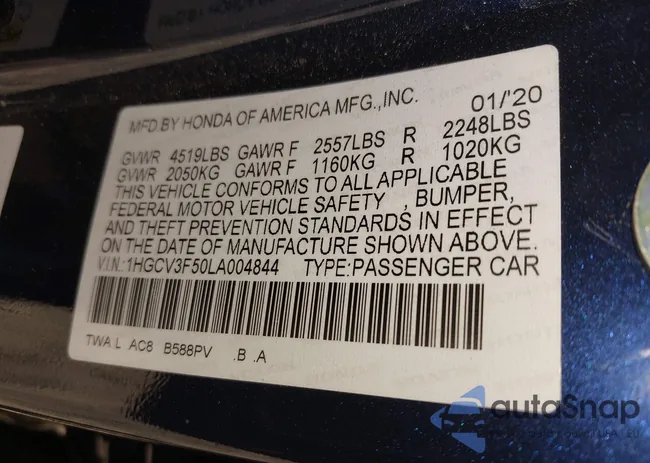 MFD.BY HONDA OF AMERICA MFG.,INC. 01/'20
GVWR 4519LBS GAWR F 2557LBS R 2248LBS
GVWR 2050KG GAWR F 1160KG R 1020KG
THIS VEHICLE CONFORMS TO ALL APPLICABLE
FEDERAL MOTOR VEHICLE SAFETY , BUMPER,
AND THEFT PREVENTION STANDARDS IN EFFECT
ON THE DATE OF MANUFACTURE SHOWN ABOVE.
V.I.N.:1HGCV3F50LA004844 TYPE:PASSENGER CAR
TWA L AC8 B588PV .B .A
autoSnap